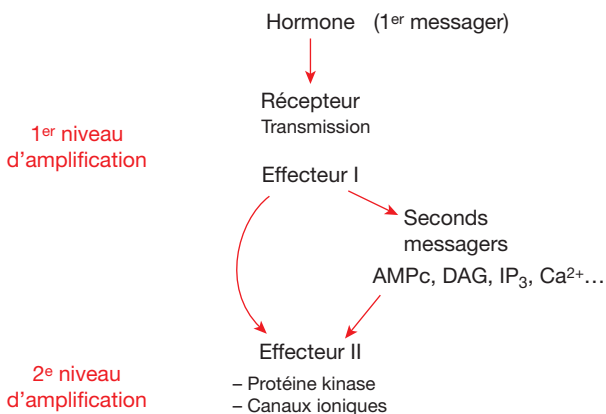 Hormone (1er messager)
Récepteur
Transmission
1er niveau
d'amplification
Effecteur I
Seconds
messagers
AMPc, DAG, IP3, Ca2+…
Effecteur II
2e niveau
d'amplification
– Protéine kinase
– Canaux ioniques